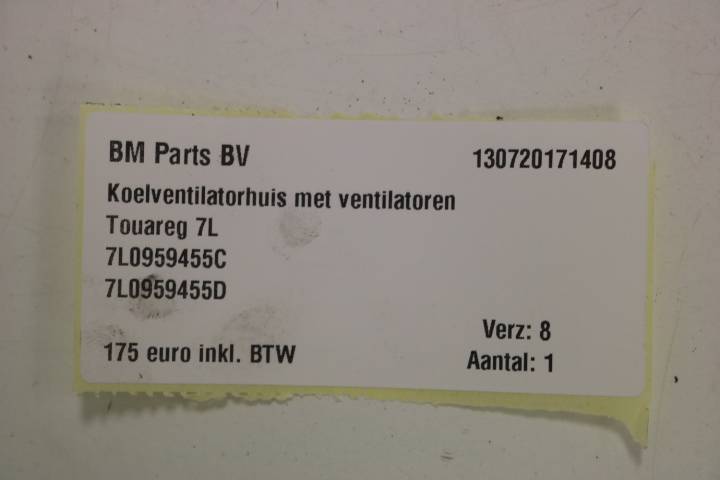 BM Parts BV 130720171408
Koelventilatorhuis met ventilatoren
Touareg 7L
7L0959455C
7L0959455D
Verz: 8
175 euro inkl. BTW Aantal: 1